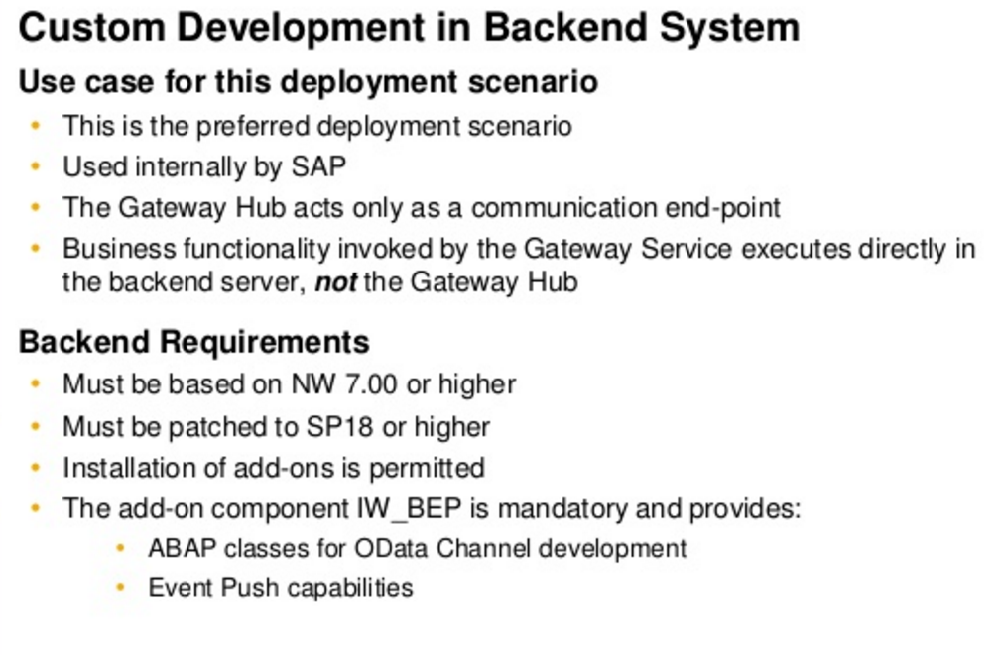 Custom Development in Backend System
Use case for this deployment scenario
• This is the preferred deployment scenario
• Used internally by SAP
• The Gateway Hub acts only as a communication end-point
• Business functionality invoked by the Gateway Service executes directly in
the backend server, not the Gateway Hub
Backend Requirements
• Must be based on NW 7.00 or higher
• Must be patched to SP18 or higher
• Installation of add-ons is permitted
• The add-on component IW_BEP is mandatory and provides:
• ABAP classes for OData Channel development
• Event Push capabilities